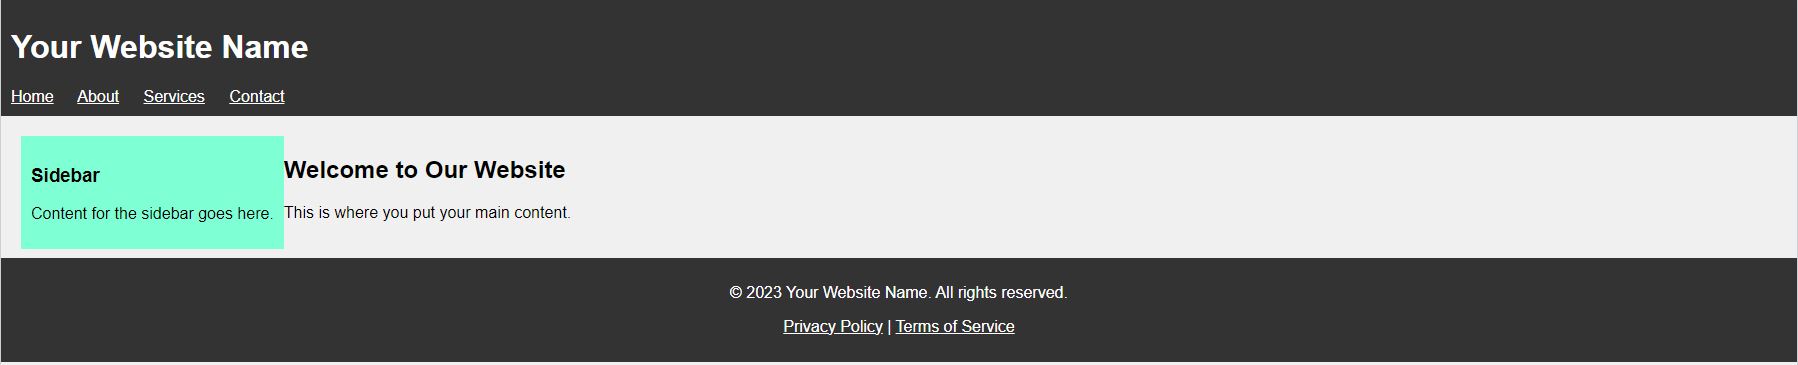 Your Website Name
Home About Services Contact
Sidebar
Content for the sidebar goes here.
Welcome to Our Website
This is where you put your main content.
© 2023 Your Website Name. All rights reserved.
Privacy Policy | Terms of Service